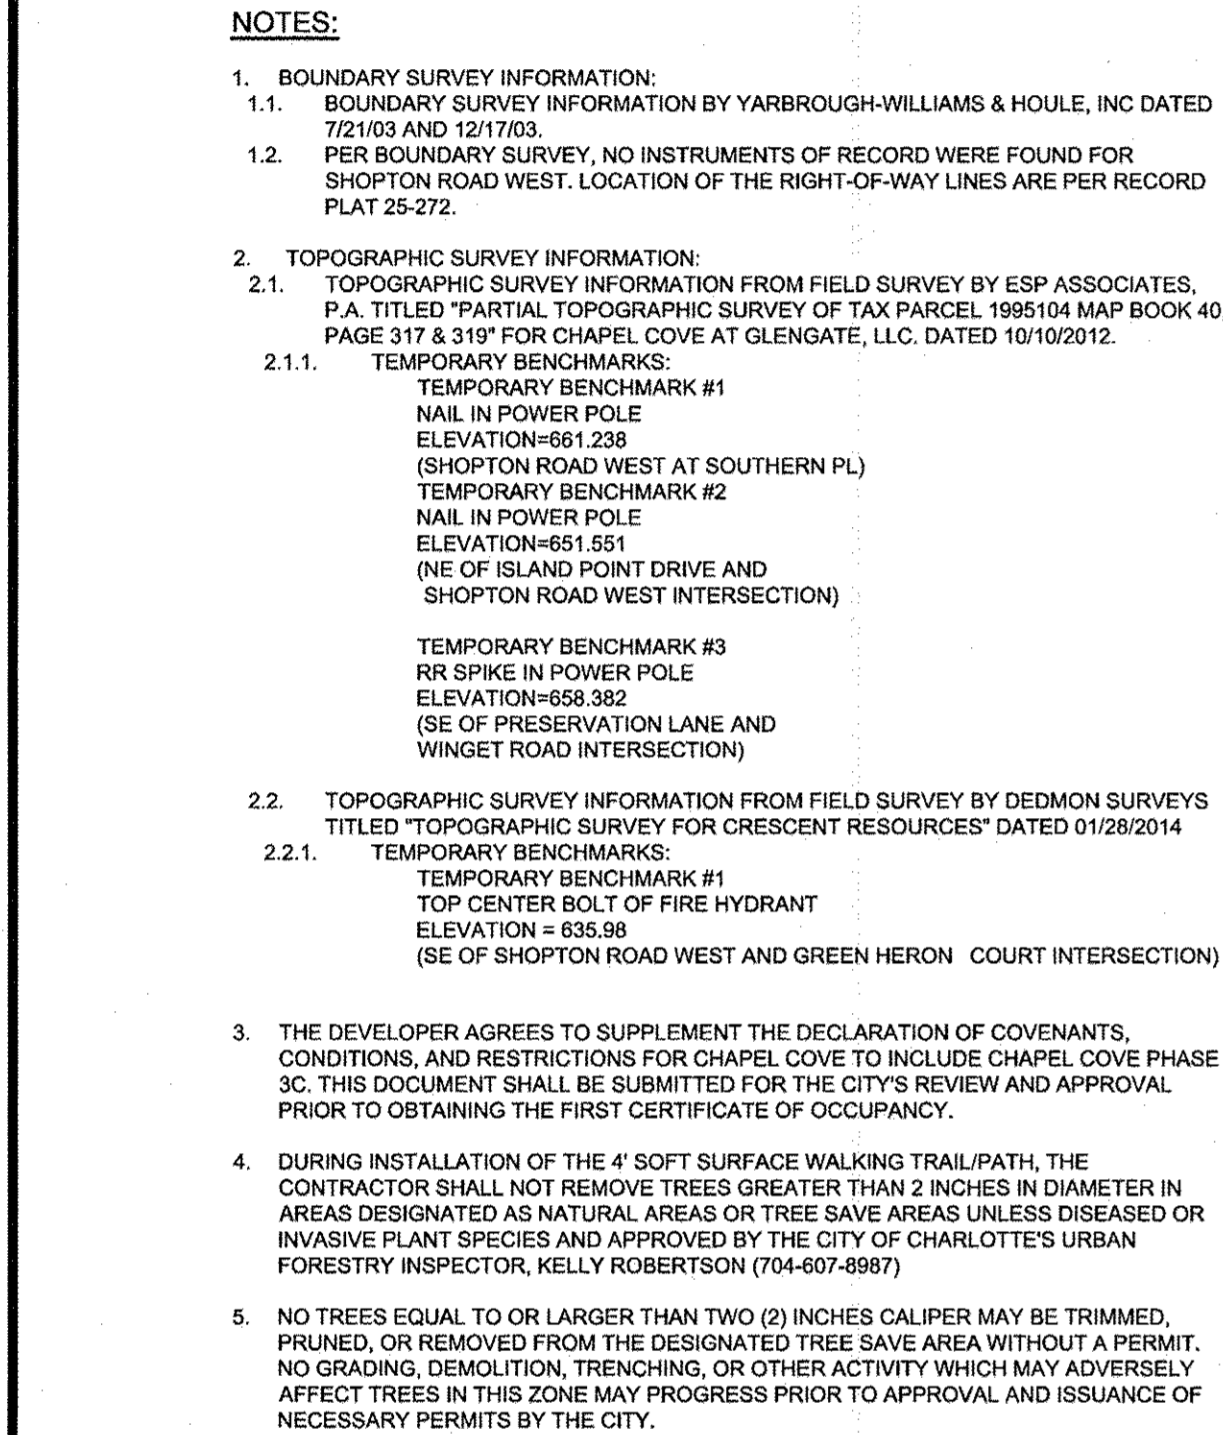 NOTES:
1. BOUNDARY SURVEY INFORMATION:
1.1. BOUNDARY SURVEY INFORMATION BY YARBROUGH-WILLIAMS & HOULE, INC DATED
7/21/03 AND 12/17/03.
1.2. PER BOUNDARY SURVEY, NO INSTRUMENTS OF RECORD WERE FOUND FOR
SHOPTON ROAD WEST. LOCATION OF THE RIGHT-OF-WAY LINES ARE PER RECORD
PLAT 25-272.
2. TOPOGRAPHIC SURVEY INFORMATION:
2.1. TOPOGRAPHIC SURVEY INFORMATION FROM FIELD SURVEY BY ESP ASSOCIATES,
P.A. TITLED "PARTIAL TOPOGRAPHIC SURVEY OF TAX PARCEL 1995104 MAP BOOK 40
PAGE 317 & 319" FOR CHAPEL COVE AT GLENGATE, LLC. DATED 10/10/2012.
2.1.1. TEMPORARY BENCHMARKS:
TEMPORARY BENCHMARK #1
NAIL IN POWER POLE
ELEVATION=661.238
(SHOPTON ROAD WEST AT SOUTHERN PL)
TEMPORARY BENCHMARK #2
NAIL IN POWER POLE
ELEVATION=651.551
(NE OF ISLAND POINT DRIVE AND
SHOPTON ROAD WEST INTERSECTION)
TEMPORARY BENCHMARK #3
RR SPIKE IN POWER POLE
ELEVATION=658.382
(SE OF PRESERVATION LANE AND
WINGET ROAD INTERSECTION)
2.2. TOPOGRAPHIC SURVEY INFORMATION FROM FIELD SURVEY BY DEDMON SURVEYS
TITLED "TOPOGRAPHIC SURVEY FOR CRESCENT RESOURCES" DATED 01/28/2014
2.2.1. TEMPORARY BENCHMARKS:
TEMPORARY BENCHMARK #1
TOP CENTER BOLT OF FIRE HYDRANT
ELEVATION = 635.98
(SE OF SHOPTON ROAD WEST AND GREEN HERON COURT INTERSECTION)
3. THE DEVELOPER AGREES TO SUPPLEMENT THE DECLARATION OF COVENANTS,
CONDITIONS, AND RESTRICTIONS FOR CHAPEL COVE TO INCLUDE CHAPEL COVE PHASE
3C. THIS DOCUMENT SHALL BE SUBMITTED FOR THE CITY'S REVIEW AND APPROVAL
PRIOR TO OBTAINING THE FIRST CERTIFICATE OF OCCUPANCY.
4. DURING INSTALLATION OF THE 4' SOFT SURFACE WALKING TRAIL/PATH, THE
CONTRACTOR SHALL NOT REMOVE TREES GREATER THAN 2 INCHES IN DIAMETER IN
AREAS DESIGNATED AS NATURAL AREAS OR TREE SAVE AREAS UNLESS DISEASED OR
INVASIVE PLANT SPECIES AND APPROVED BY THE CITY OF CHARLOTTE'S URBAN
FORESTRY INSPECTOR, KELLY ROBERTSON (704-607-8987)
5. NO TREES EQUAL TO OR LARGER THAN TWO (2) INCHES CALIPER MAY BE TRIMMED,
PRUNED, OR REMOVED FROM THE DESIGNATED TREE SAVE AREA WITHOUT A PERMIT.
NO GRADING, DEMOLITION, TRENCHING, OR OTHER ACTIVITY WHICH MAY ADVERSELY
AFFECT TREES IN THIS ZONE MAY PROGRESS PRIOR TO APPROVAL AND ISSUANCE OF
NECESSARY PERMITS BY THE CITY.